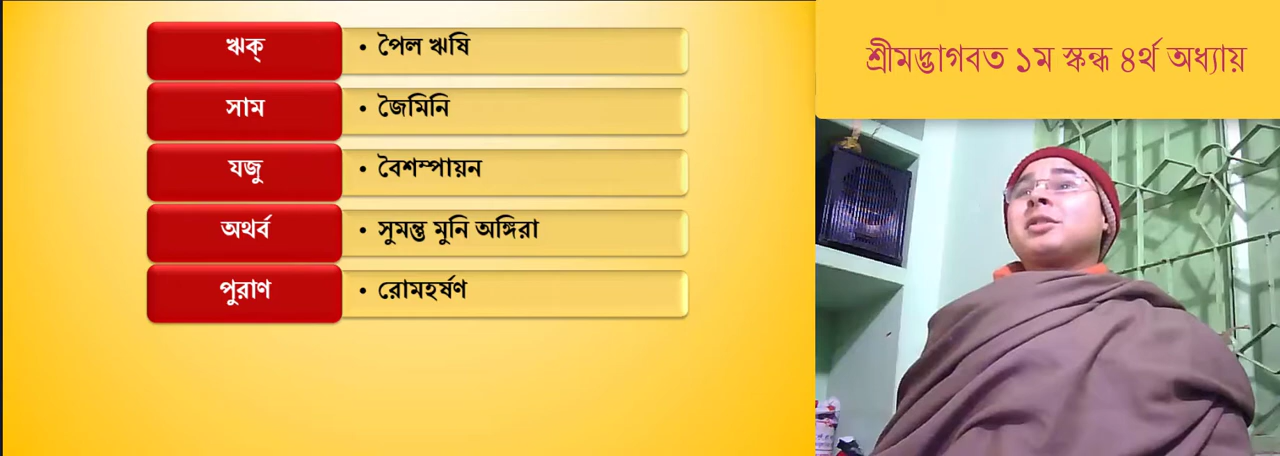 ঋক্
• পৈল ঋষি
সাম
• জৈমিনি
যজু
• বৈশম্পায়ন
অথর্ব
• সুমন্ত মুনি অঙ্গিরা
পুরাণ
• রোমহর্ষণ
শ্রীমদ্ভাগবত ১ম স্কন্ধ ৪র্থ অধ্যায়